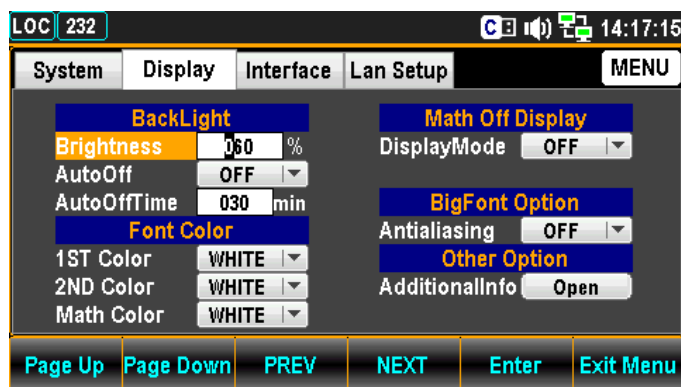 LOC 232 C 14:17:15
System Display Interface Lan Setup MENU
BackLight
Brightness 060 %
AutoOff OFF
AutoOffTime 030 min
Font Color
1ST Color WHITE
2ND Color WHITE
Math Color WHITE
Math Off Display
DisplayMode OFF
BigFont Option
Antialiasing OFF
Other Option
AdditionalInfo Open
Page Up Page Down PREV NEXT Enter Exit Menu